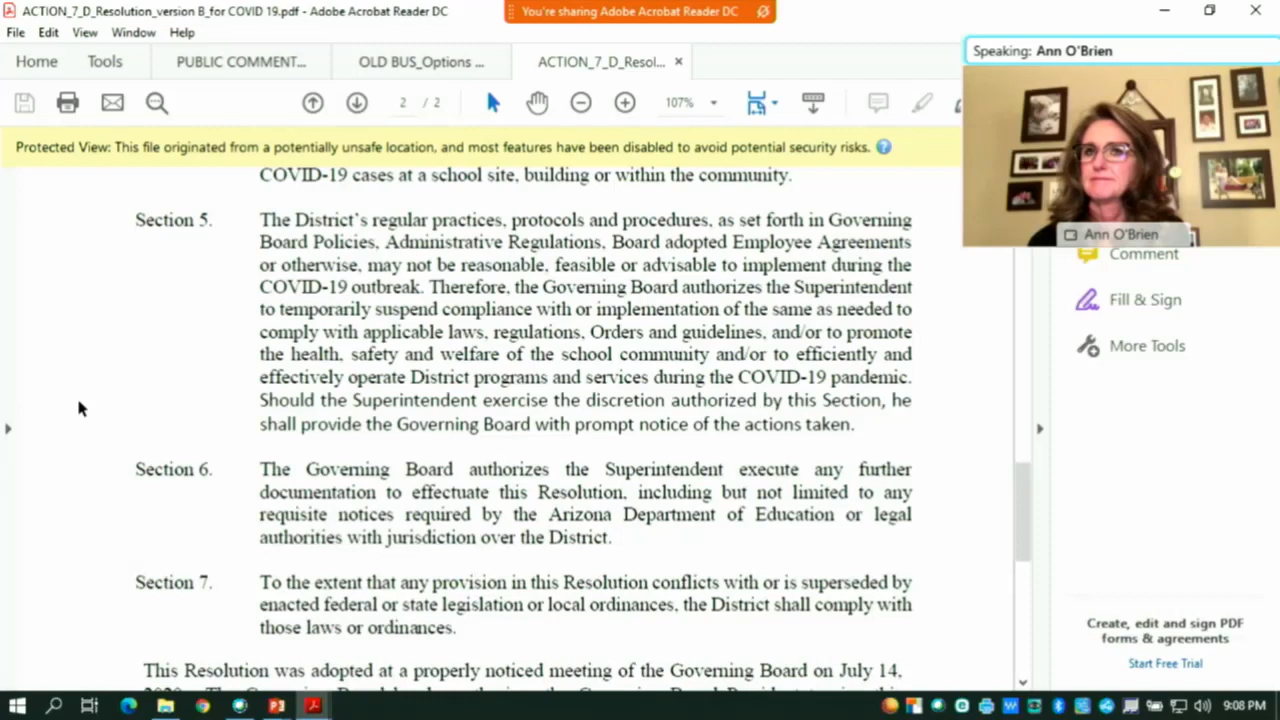 ACTION_7_D_Resolution_version B_for COVID 19.pdf - Adobe Acrobat Reader DC
You're sharing Adobe Acrobat Reader DC
File Edit View Window Help
Speaking: Ann O'Brien
Home Tools PUBLIC COMMENT... OLD BUS_Options ... ACTION_7_D_Resol... ×
2 / 2 107%
Protected View: This file originated from a potentially unsafe location, and most features have been disabled to avoid potential security risks.
COVID-19 cases at a school site, building or within the community.
Section 5. The District's regular practices, protocols and procedures, as set forth in Governing
Board Policies, Administrative Regulations, Board adopted Employee Agreements
or otherwise, may not be reasonable, feasible or advisable to implement during the
COVID-19 outbreak. Therefore, the Governing Board authorizes the Superintendent
to temporarily suspend compliance with or implementation of the same as needed to
comply with applicable laws, regulations, Orders and guidelines, and/or to promote
the health, safety and welfare of the school community and/or to efficiently and
effectively operate District programs and services during the COVID-19 pandemic.
Should the Superintendent exercise the discretion authorized by this Section, he
shall provide the Governing Board with prompt notice of the actions taken.
Section 6. The Governing Board authorizes the Superintendent execute any further
documentation to effectuate this Resolution, including but not limited to any
requisite notices required by the Arizona Department of Education or legal
authorities with jurisdiction over the District.
Section 7. To the extent that any provision in this Resolution conflicts with or is superseded by
enacted federal or state legislation or local ordinances, the District shall comply with
those laws or ordinances.
This Resolution was adopted at a properly noticed meeting of the Governing Board on July 14,
Ann O'Brien
Comment
Fill & Sign
More Tools
Create, edit and sign PDF
forms & agreements
Start Free Trial
9:08 PM